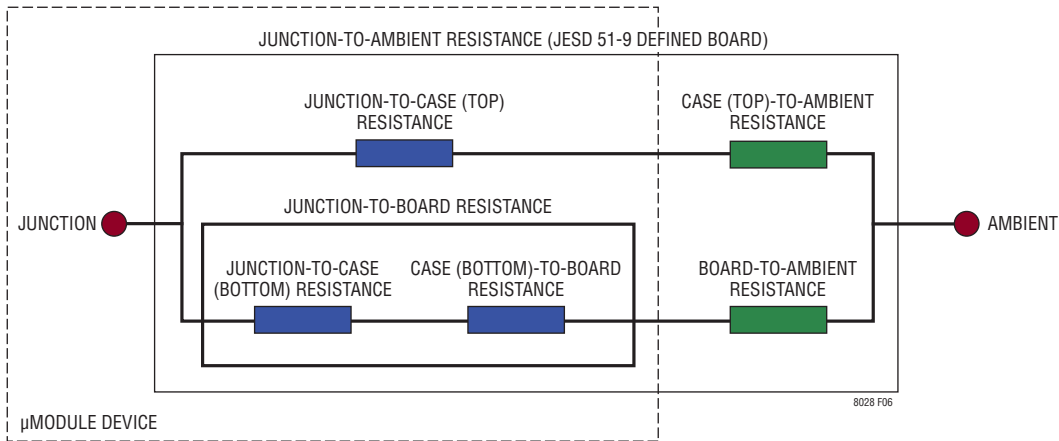 JUNCTION-TO-AMBIENT RESISTANCE (JESD 51-9 DEFINED BOARD)
JUNCTION-TO-CASE (TOP)
RESISTANCE
CASE (TOP)-TO-AMBIENT
RESISTANCE
JUNCTION-TO-BOARD RESISTANCE
JUNCTION
AMBIENT
JUNCTION-TO-CASE
(BOTTOM) RESISTANCE
CASE (BOTTOM)-TO-BOARD
RESISTANCE
BOARD-TO-AMBIENT
RESISTANCE
8028 F06
µMODULE DEVICE